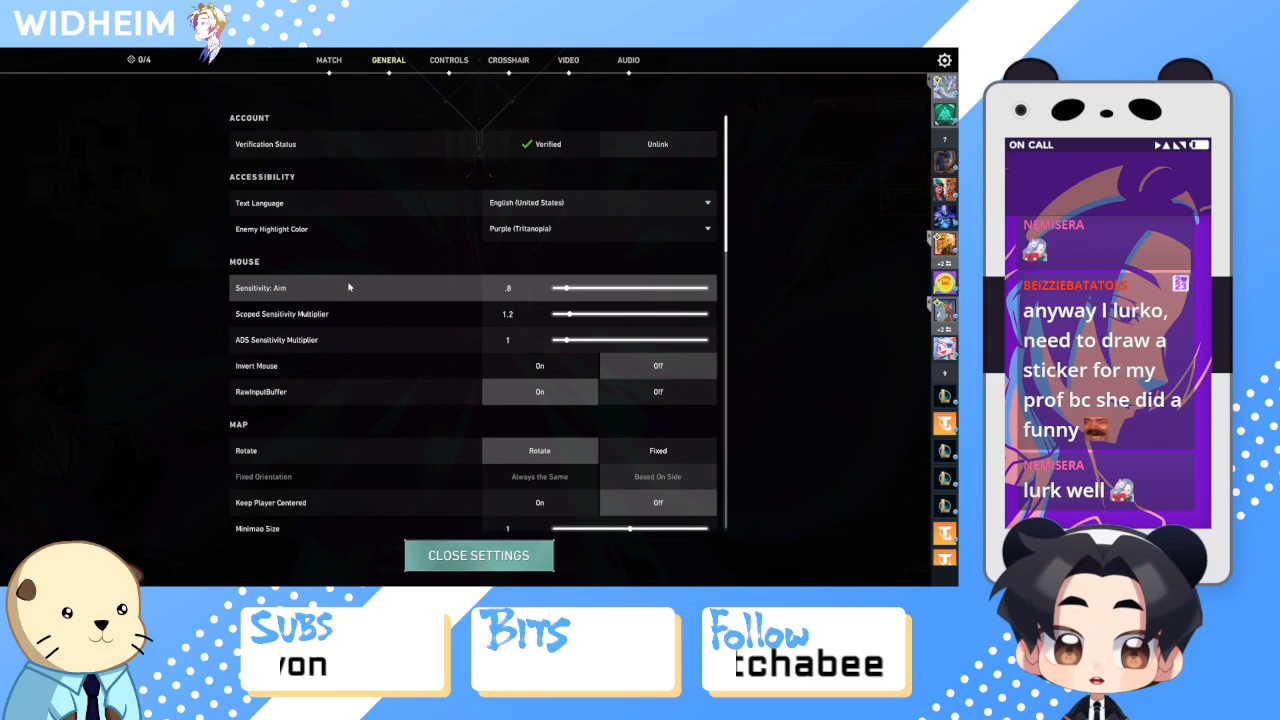 WIDHEIM
0/4
MATCH GENERAL CONTROLS CROSSHAIR VIDEO AUDIO
ACCOUNT
Verification Status Verified Unlink
ACCESSIBILITY
Text Language English (United States)
Enemy Highlight Color Purple (Tritanopia)
MOUSE
Sensitivity: Aim .8
Scoped Sensitivity Multiplier 1.2
ADS Sensitivity Multiplier 1
Invert Mouse On Off
RawInputBuffer On Off
MAP
Rotate Rotate Fixed
Fixed Orientation Always the Same Based On Side
Keep Player Centered On Off
Minimap Size 1
CLOSE SETTINGS
7
+2
+2
9
ON CALL
NEMISERA
BEIZZIEBATATOES
anyway I lurko,
need to draw a
sticker for my
prof bc she did a
funny
NEMISERA
lurk well
SUBS
von
BITS
Follow
tchabee